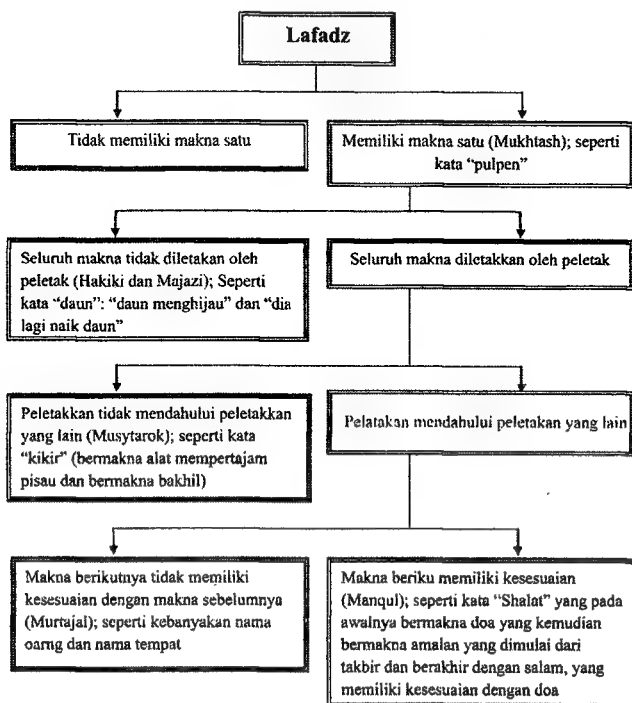 Lafadz
Tidak memiliki makna satu
Memiliki makna satu (Mukhtash); seperti
kata "pulpen"
Seluruh makna tidak diletakan oleh
peletak (Hakiki dan Majazi); Seperti
kata "daun": "daun menghijau" dan "dia
lagi naik daun"
Seluruh makna diletakkan oleh peletak
Peletakkan tidak mendahului peletakkan
yang lain (Musytarok); seperti kata
"kikir" (bermakna alat mempertajam
pisau dan bermakna bakhil)
Pelatakan mendahului peletakan yang lain
Makna berikutnya tidak memiliki
kesesuaian dengan makna sebelumnya
(Murtajal); seperti kebanyakan nama
oarng dan nama tempat
Makna beriku memiliki kesesuaian
(Manqul); seperti kata "Shalat" yang pada
awalnya bermakna doa yang kemudian
bermakna amalan yang dimulai dari
takbir dan berakhir dengan salam, yang
memiliki kesesuaian dengan doa